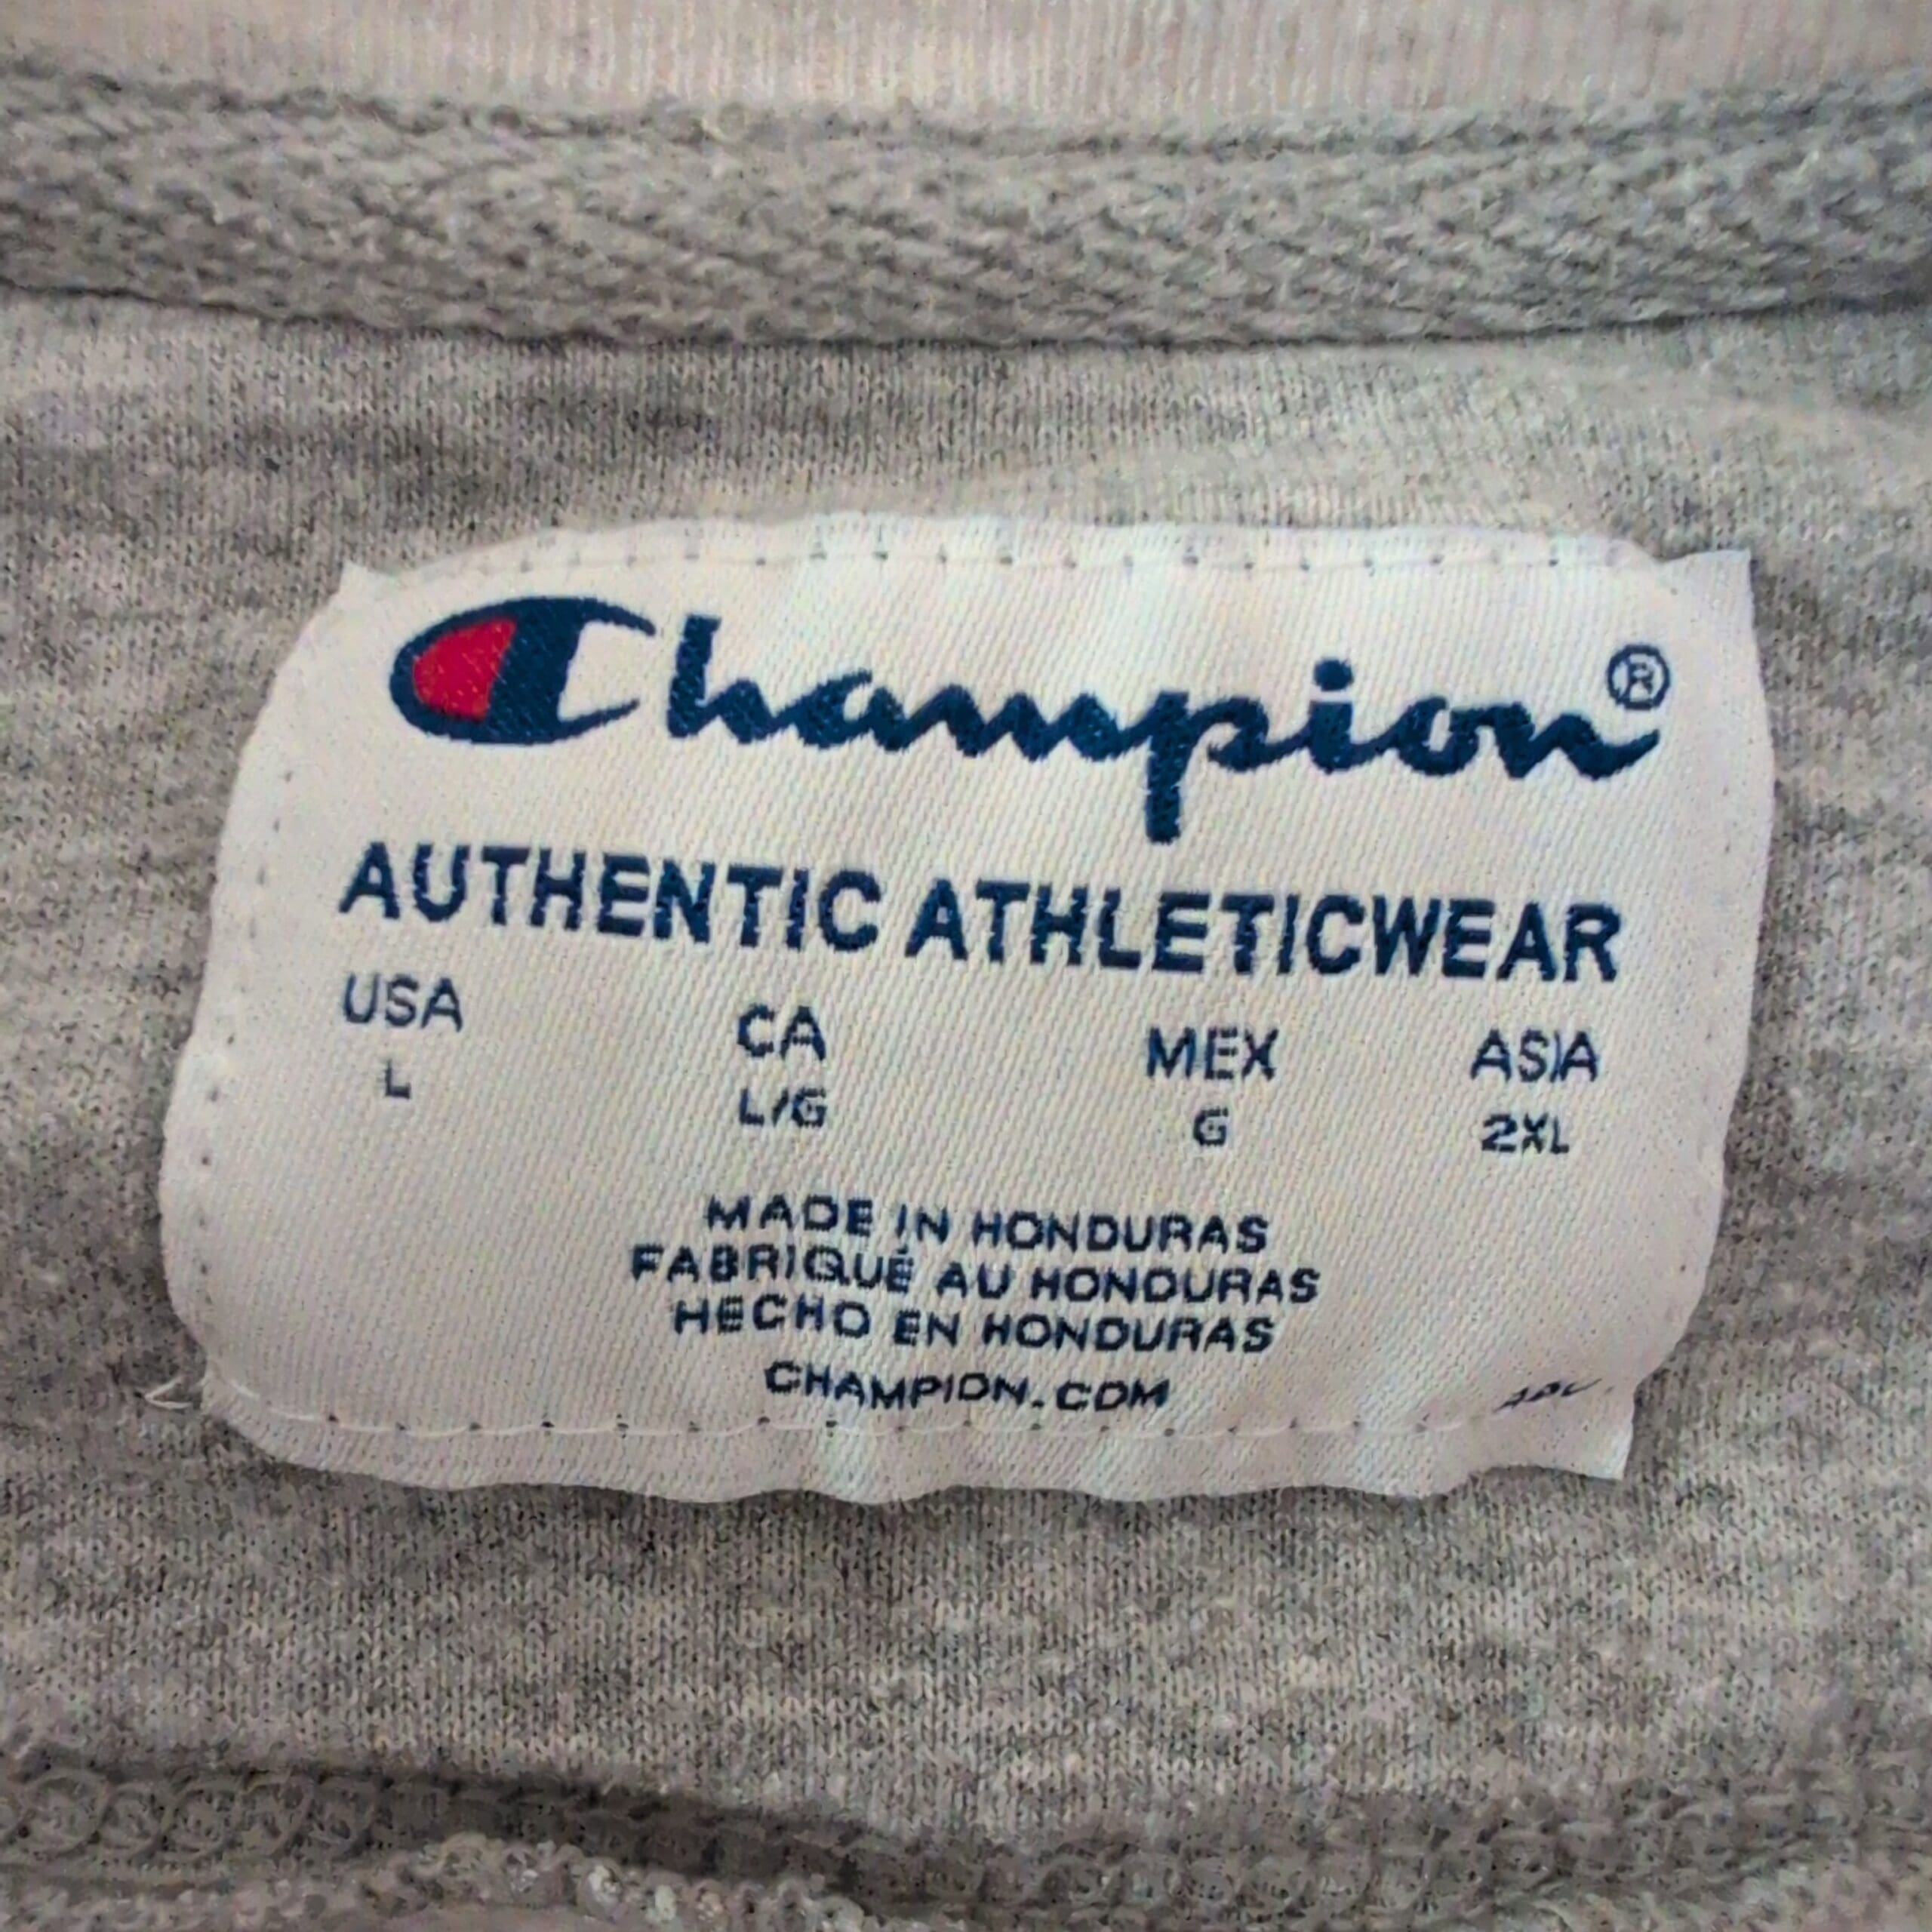 Champion®
AUTHENTIC ATHLETICWEAR
USA CA MEX ASIA
L L/G G 2XL
MADE IN HONDURAS
FABRIQUÉ AU HONDURAS
HECHO EN HONDURAS
CHAMPION.COM